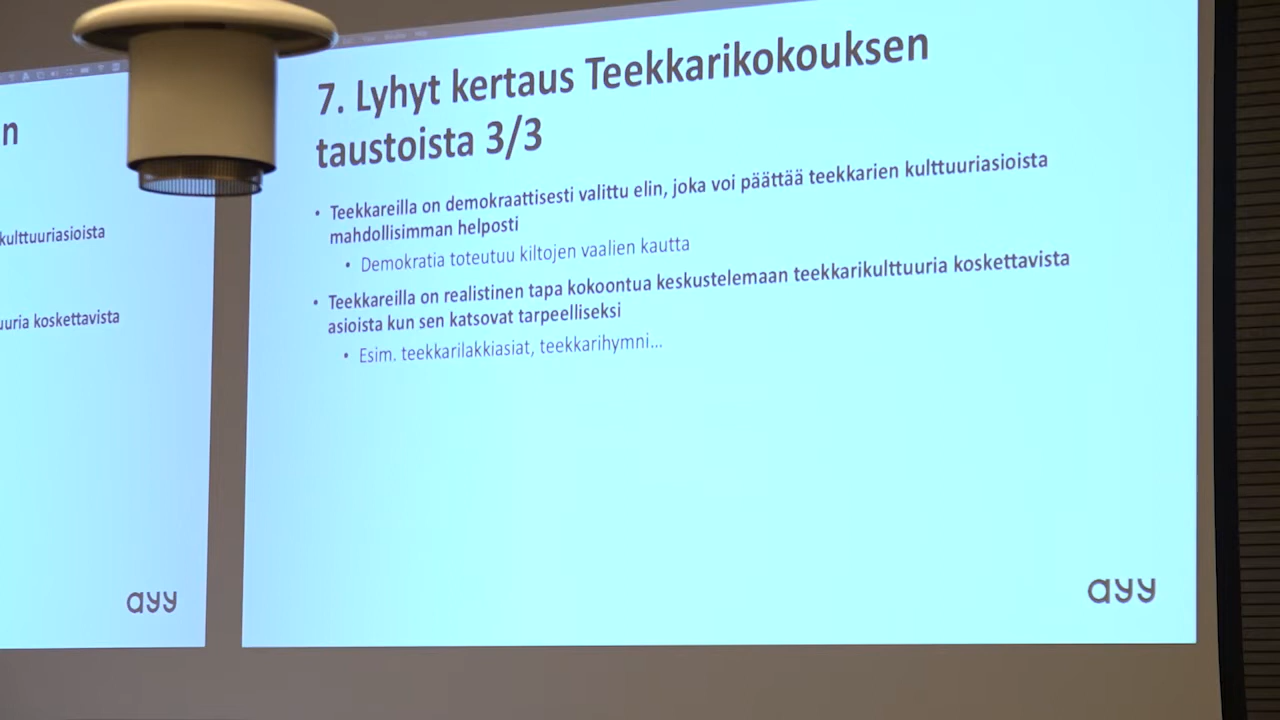 n
kulttuuriasioista
uuria koskettavista
ayy
7. Lyhyt kertaus Teekkarikokouksen
taustoista 3/3
• Teekkareilla on demokraattisesti valittu elin, joka voi päättää teekkarien kulttuuriasioista
mahdollisimman helposti
• Demokratia toteutuu kiltojen vaalien kautta
• Teekkareilla on realistinen tapa kokoontua keskustelemaan teekkarikulttuuria koskettavista
asioista kun sen katsovat tarpeelliseksi
• Esim. teekkarilakkiasiat, teekkarihymni...
ayy